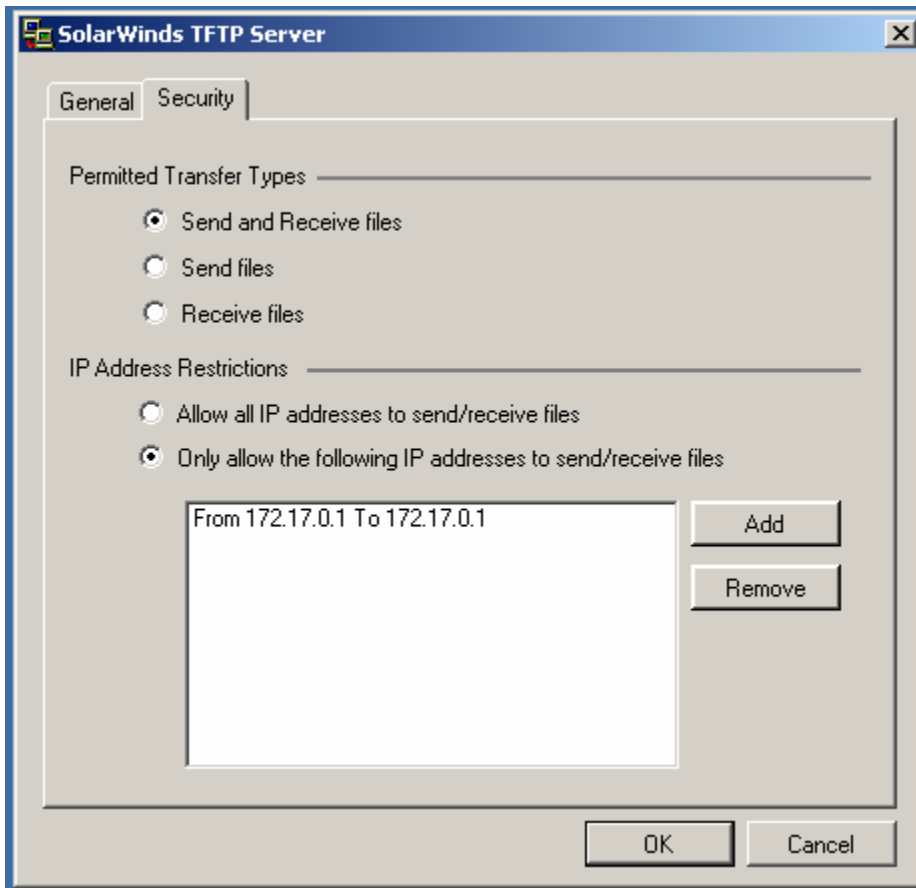 SolarWinds TFTP Server
General Security
Permitted Transfer Types
Send and Receive files
Send files
Receive files
IP Address Restrictions
Allow all IP addresses to send/receive files
Only allow the following IP addresses to send/receive files
From 172.17.0.1 To 172.17.0.1
Add
Remove
OK Cancel